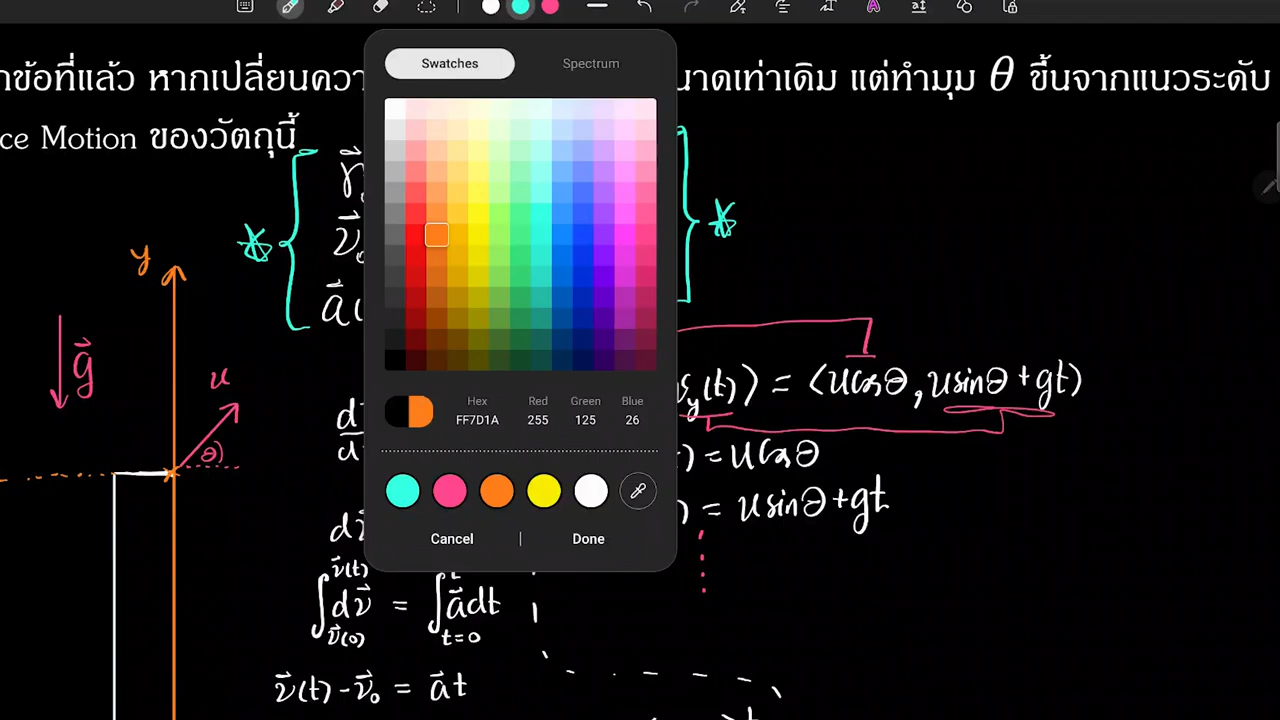 Swatches Spectrum
ข้อที่แล้ว หากเปลี่ยนควา
นาดเท่าเดิม แต่ทำมุม θ ขึ้นจากแนวระดับ
ce Motion ของวัตถุนี้
y
g⃗
u
θ
Hex Red Green Blue
FF7D1A 255 125 26
Cancel | Done
y(t)⟩ = ⟨ucosθ, usinθ+gt⟩
) = ucosθ
) = usinθ+gt
∫dv⃗ = ∫a⃗dt
v⃗(t)
v⃗(0) t=0
v⃗(t)-v⃗₀ = a⃗t